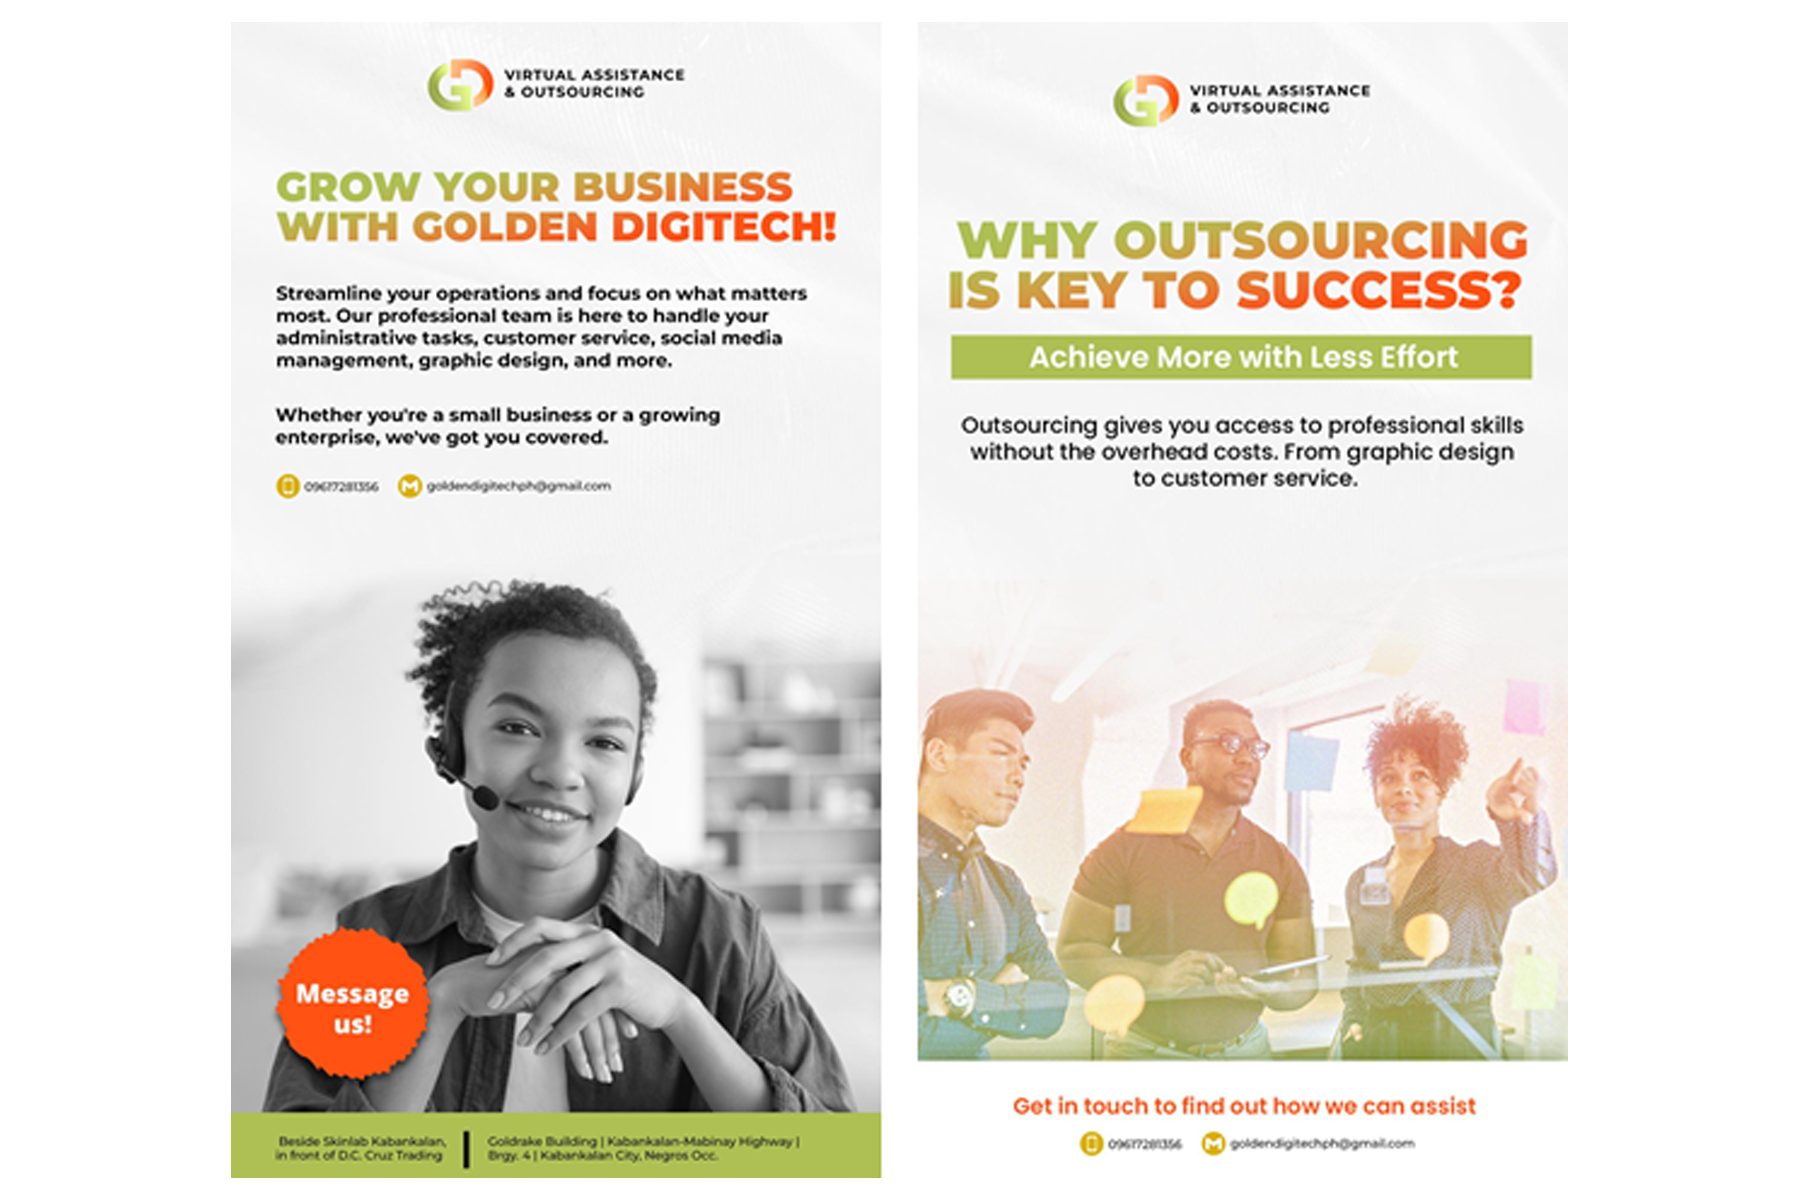 VIRTUAL ASSISTANCE
& OUTSOURCING
GROW YOUR BUSINESS
WITH GOLDEN DIGITECH!
Streamline your operations and focus on what matters
most. Our professional team is here to handle your
administrative tasks, customer service, social media
management, graphic design, and more.
Whether you're a small business or a growing
enterprise, we've got you covered.
09617281356 goldendigitechph@gmail.com
Message
us!
Beside Skinlab Kabankalan,
in front of D.C. Cruz Trading
Goldrake Building | Kabankalan-Mabinay Highway |
Brgy. 4 | Kabankalan City, Negros Occ.
GD
VIRTUAL ASSISTANCE
& OUTSOURCING
WHY OUTSOURCING
IS KEY TO SUCCESS?
Achieve More with Less Effort
Outsourcing gives you access to professional skills
without the overhead costs. From graphic design
to customer service.
Get in touch to find out how we can assist
09617281356 goldendigitechph@gmail.com